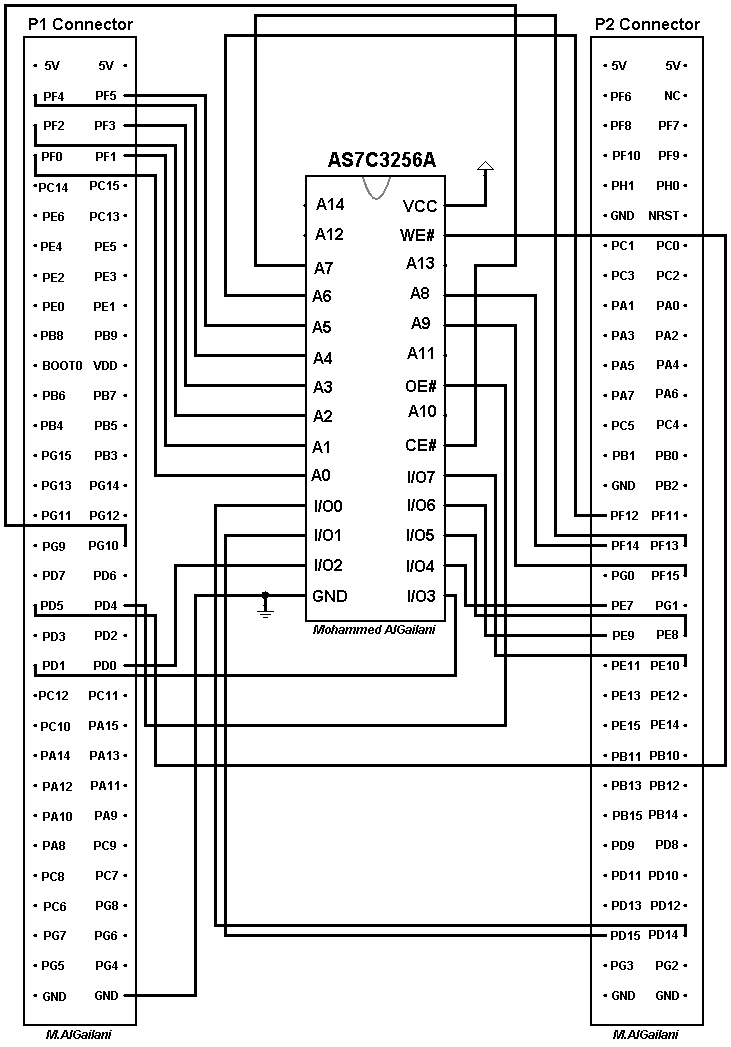 P1 Connector
5V 5V
PF4 PF5
PF2 PF3
PF0 PF1
PC14 PC15
PE6 PC13
PE4 PE5
PE2 PE3
PE0 PE1
PB8 PB9
BOOT0 VDD
PB6 PB7
PB4 PB5
PG15 PB3
PG13 PG14
PG11 PG12
PG9 PG10
PD7 PD6
PD5 PD4
PD3 PD2
PD1 PD0
PC12 PC11
PC10 PA15
PA14 PA13
PA12 PA11
PA10 PA9
PA8 PC9
PC8 PC7
PC6 PG8
PG7 PG6
PG5 PG4
GND GND
M.AlGailani
AS7C3256A
A14 VCC
A12 WE#
A7 A13
A6 A8
A5 A9
A4 A11
A3 OE#
A2 A10
A1 CE#
A0 I/O7
I/O0 I/O6
I/O1 I/O5
I/O2 I/O4
GND I/O3
Mohammed AlGailani
P2 Connector
5V 5V
PF6 NC
PF8 PF7
PF10 PF9
PH1 PH0
GND NRST
PC1 PC0
PC3 PC2
PA1 PA0
PA3 PA2
PA5 PA4
PA7 PA6
PC5 PC4
PB1 PB0
GND PB2
PF12 PF11
PF14 PF13
PG0 PF15
PE7 PG1
PE9 PE8
PE11 PE10
PE13 PE12
PE15 PE14
PB11 PB10
PB13 PB12
PB15 PB14
PD9 PD8
PD11 PD10
PD13 PD12
PD15 PD14
PG3 PG2
GND GND
M.AlGailani